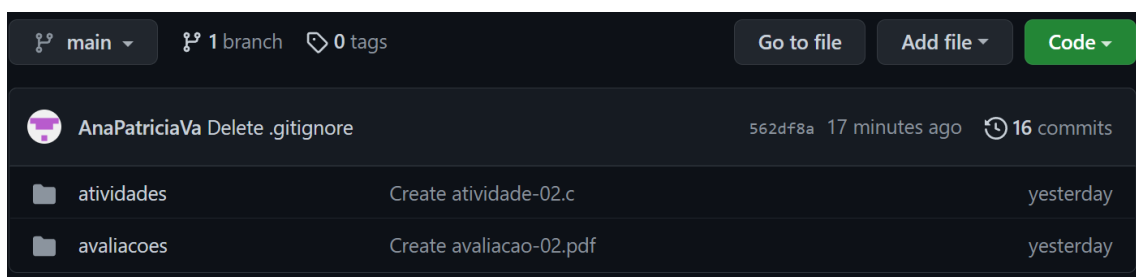 main 1 branch 0 tags Go to file Add file Code
AnaPatriciaVa Delete .gitignore 562df8a 17 minutes ago 16 commits
atividades Create atividade-02.c yesterday
avaliacoes Create avaliacao-02.pdf yesterday